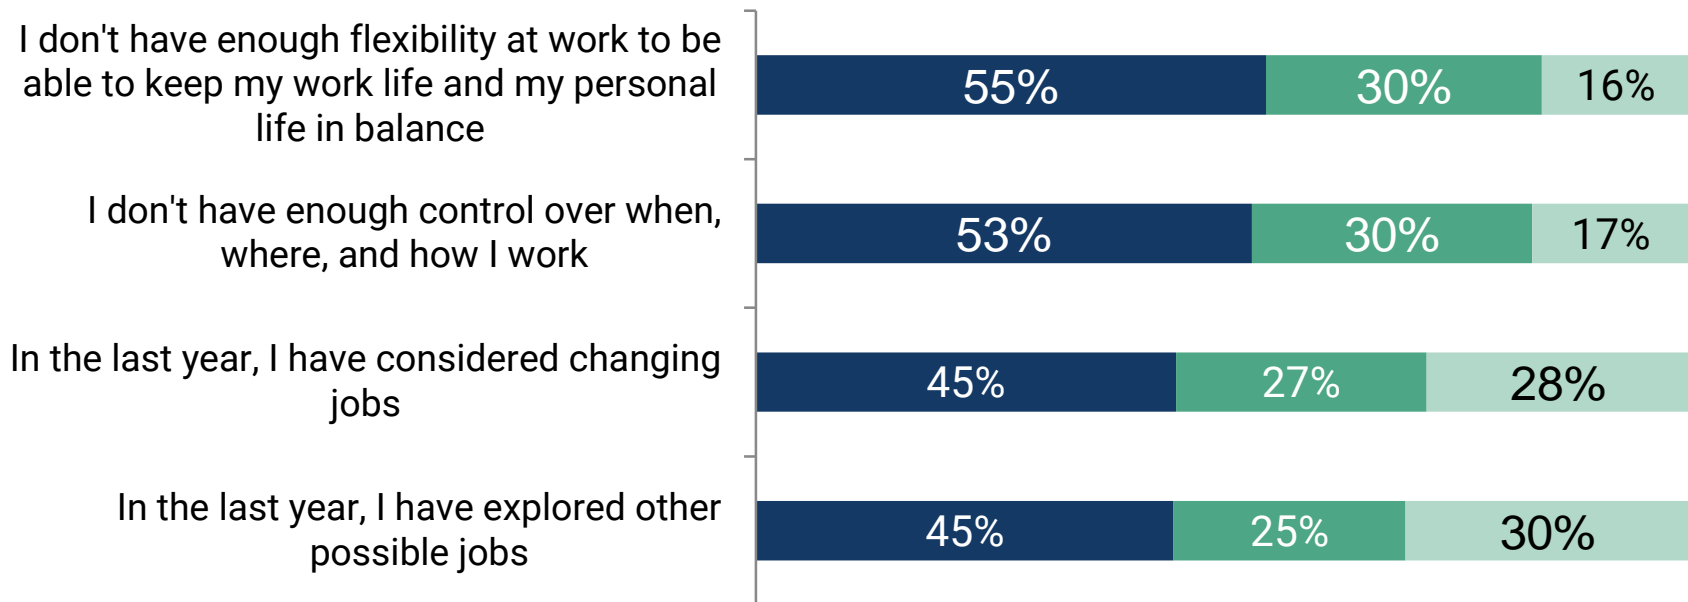 I don't have enough flexibility at work to be
able to keep my work life and my personal
life in balance
55% 30% 16%
I don't have enough control over when,
where, and how I work
53% 30% 17%
In the last year, I have considered changing
jobs
45% 27% 28%
In the last year, I have explored other
possible jobs
45% 25% 30%